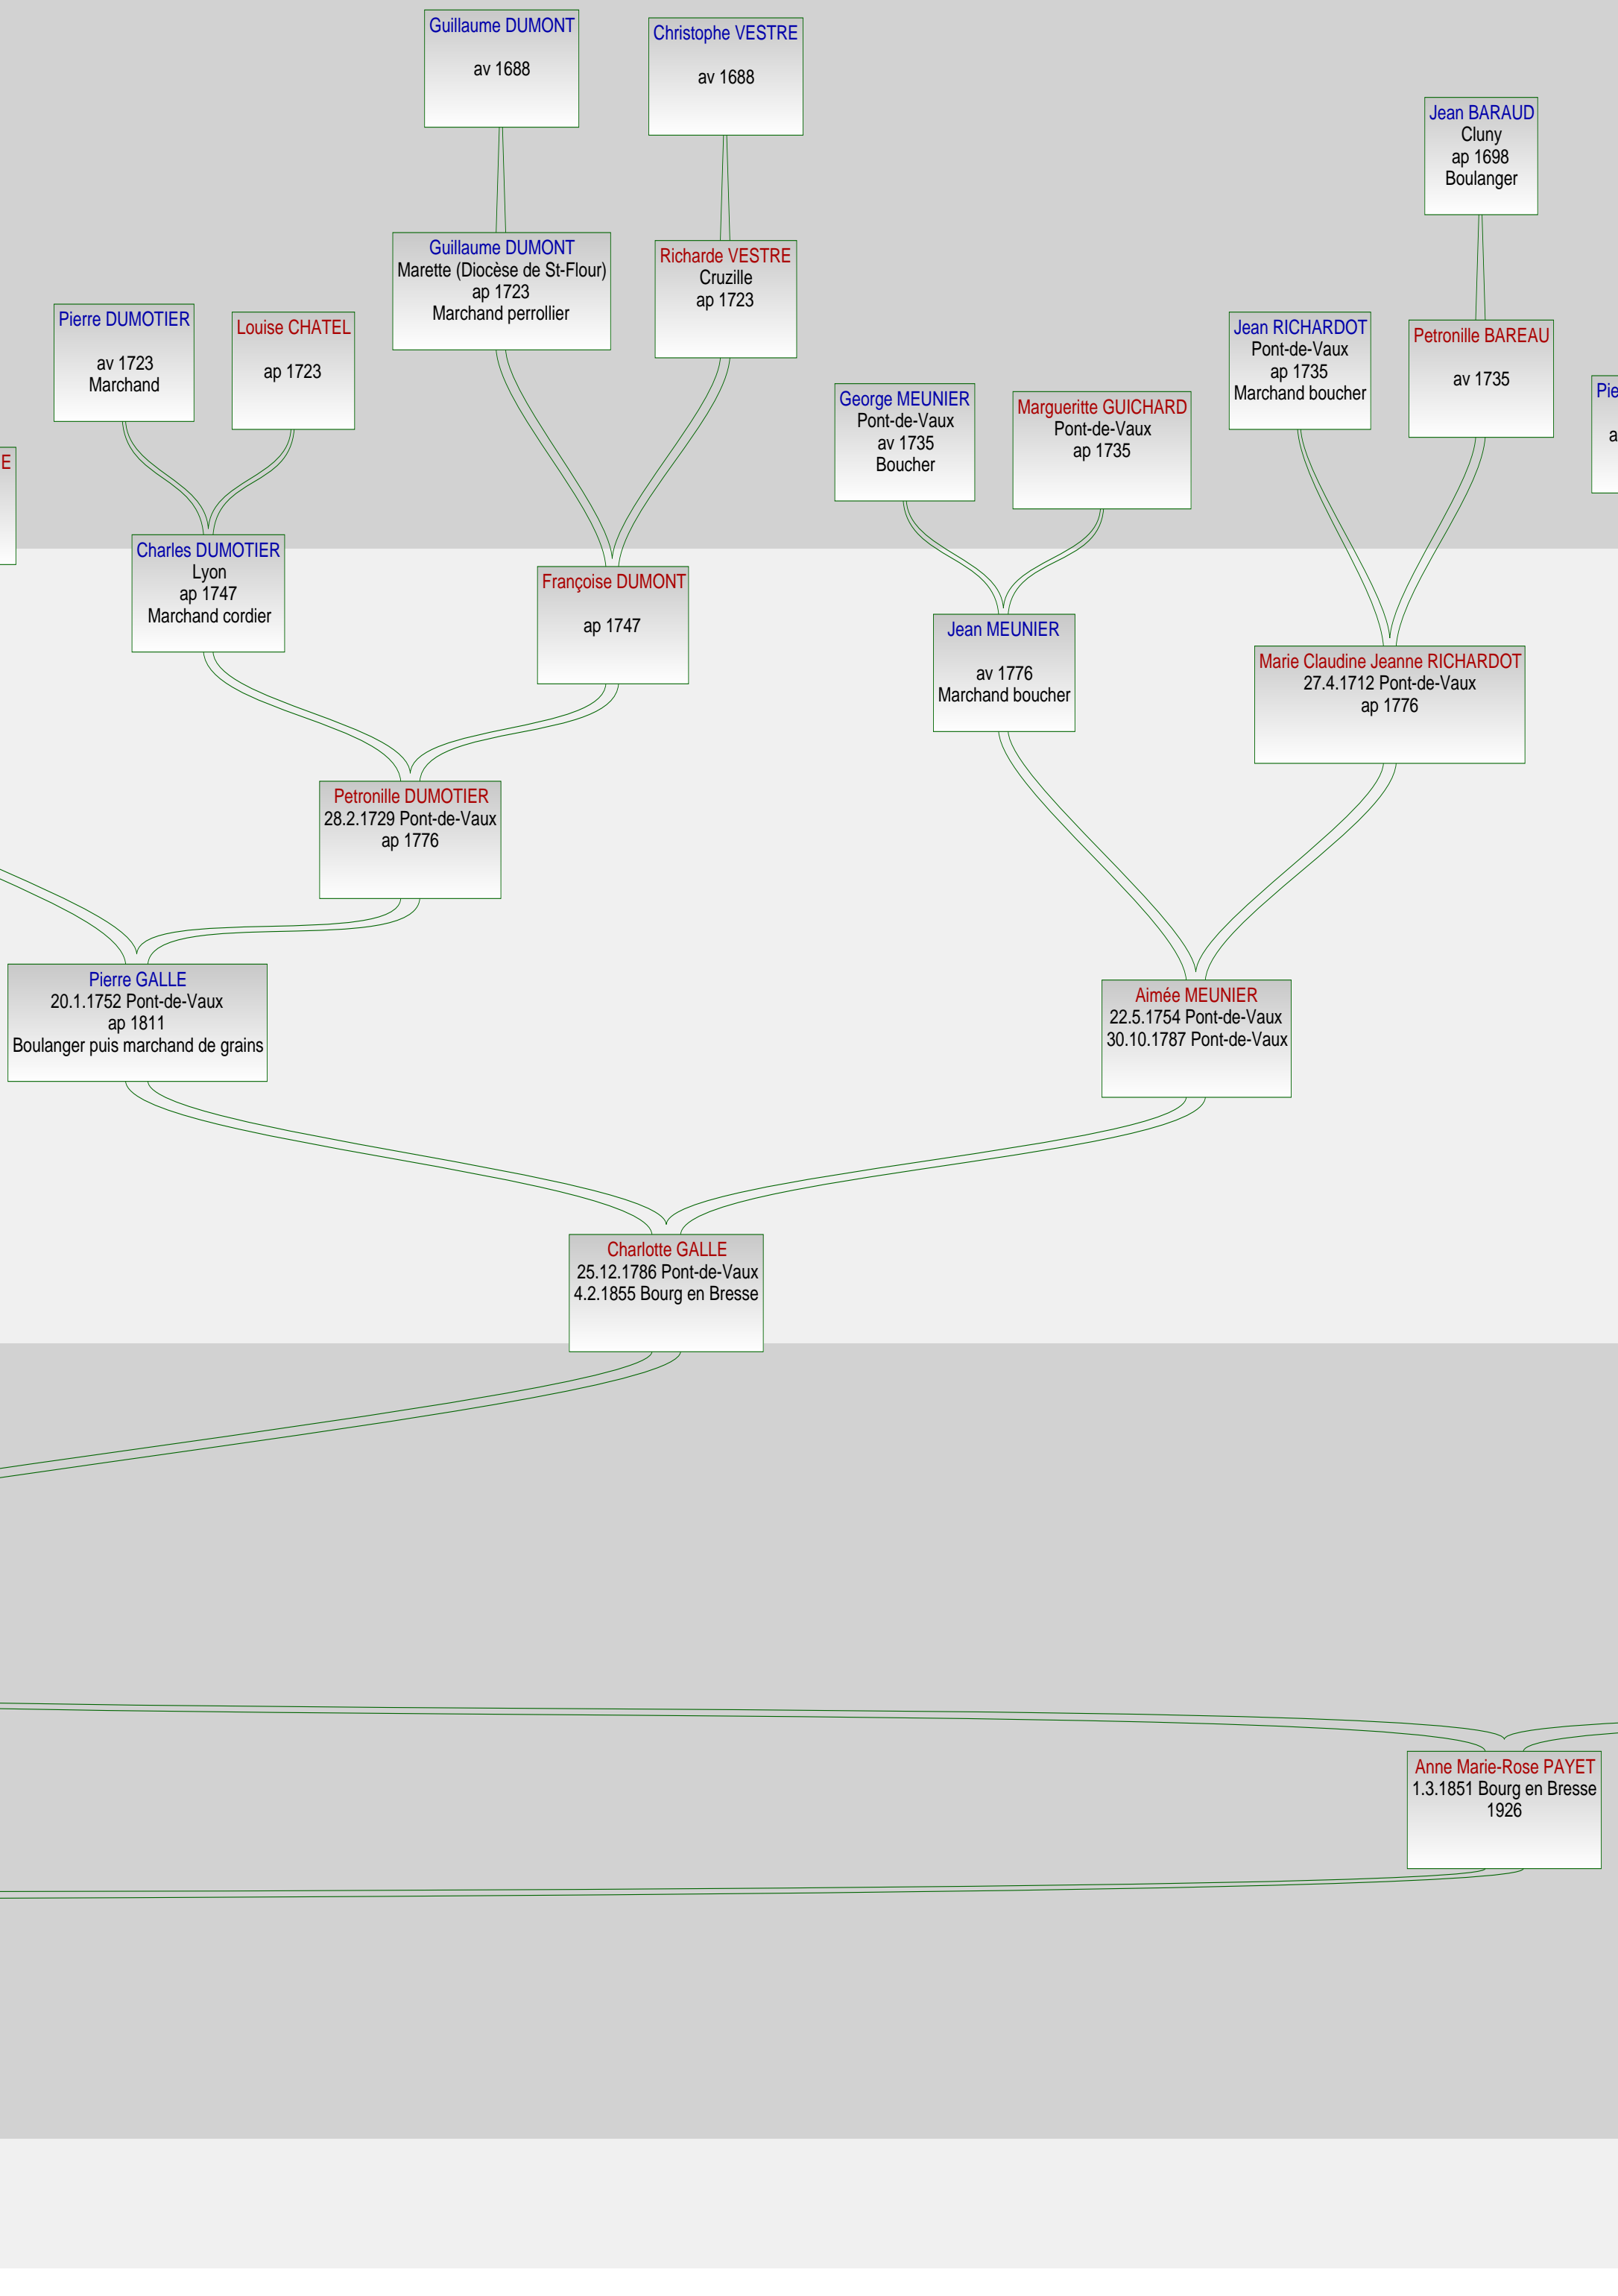 Guillaume DUMONT
av 1688
Christophe VESTRE
av 1688
Jean BARAUD
Cluny
ap 1698
Boulanger
Guillaume DUMONT
Marette (Diocèse de St-Flour)
ap 1723
Marchand perrollier
Richarde VESTRE
Cruzille
ap 1723
Pierre DUMOTIER
av 1723
Marchand
Louise CHATEL
ap 1723
Jean RICHARDOT
Pont-de-Vaux
ap 1735
Marchand boucher
Petronille BAREAU
av 1735
George MEUNIER
Pont-de-Vaux
av 1735
Boucher
Margueritte GUICHARD
Pont-de-Vaux
ap 1735
Pie
a
E
Charles DUMOTIER
Lyon
ap 1747
Marchand cordier
Françoise DUMONT
ap 1747
Jean MEUNIER
av 1776
Marchand boucher
Marie Claudine Jeanne RICHARDOT
27.4.1712 Pont-de-Vaux
ap 1776
Petronille DUMOTIER
28.2.1729 Pont-de-Vaux
ap 1776
Pierre GALLE
20.1.1752 Pont-de-Vaux
ap 1811
Boulanger puis marchand de grains
Aimée MEUNIER
22.5.1754 Pont-de-Vaux
30.10.1787 Pont-de-Vaux
Charlotte GALLE
25.12.1786 Pont-de-Vaux
4.2.1855 Bourg en Bresse
Anne Marie-Rose PAYET
1.3.1851 Bourg en Bresse
1926